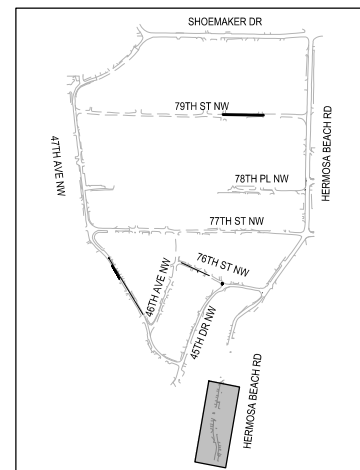 SHOEMAKER DR
79TH ST NW
47TH AVE NW
HERMOSA BEACH RD
78TH PL NW
77TH ST NW
76TH ST NW
46TH AVE NW
45TH DR NW
HERMOSA BEACH RD